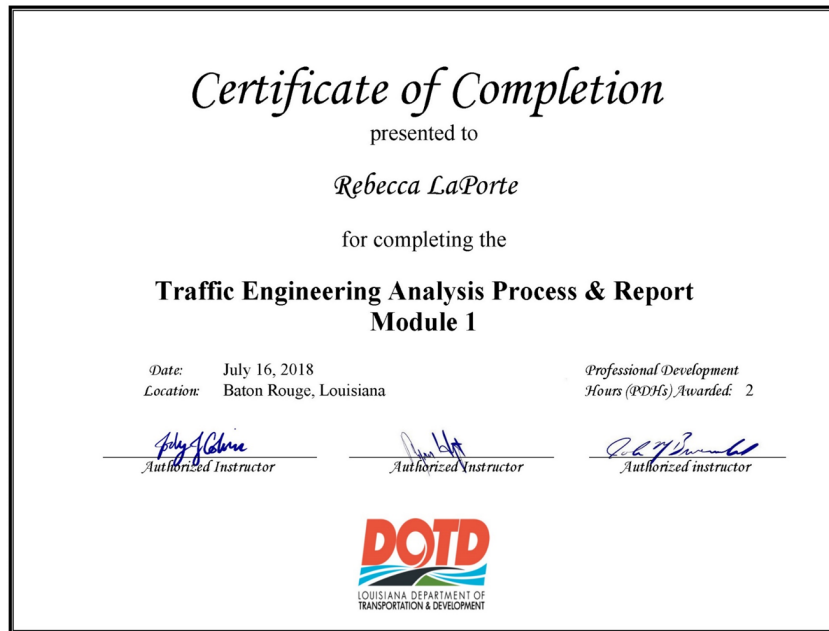 Certificate of Completion
presented to
Rebecca LaPorte
for completing the
Traffic Engineering Analysis Process & Report
Module 1
Date: July 16, 2018
Professional Development
Location: Baton Rouge, Louisiana
Hours (PDHs) Awarded: 2
Authorized Instructor
Authorized Instructor
Authorized instructor
DOTD
LOUISIANA DEPARTMENT OF
TRANSPORTATION & DEVELOPMENT